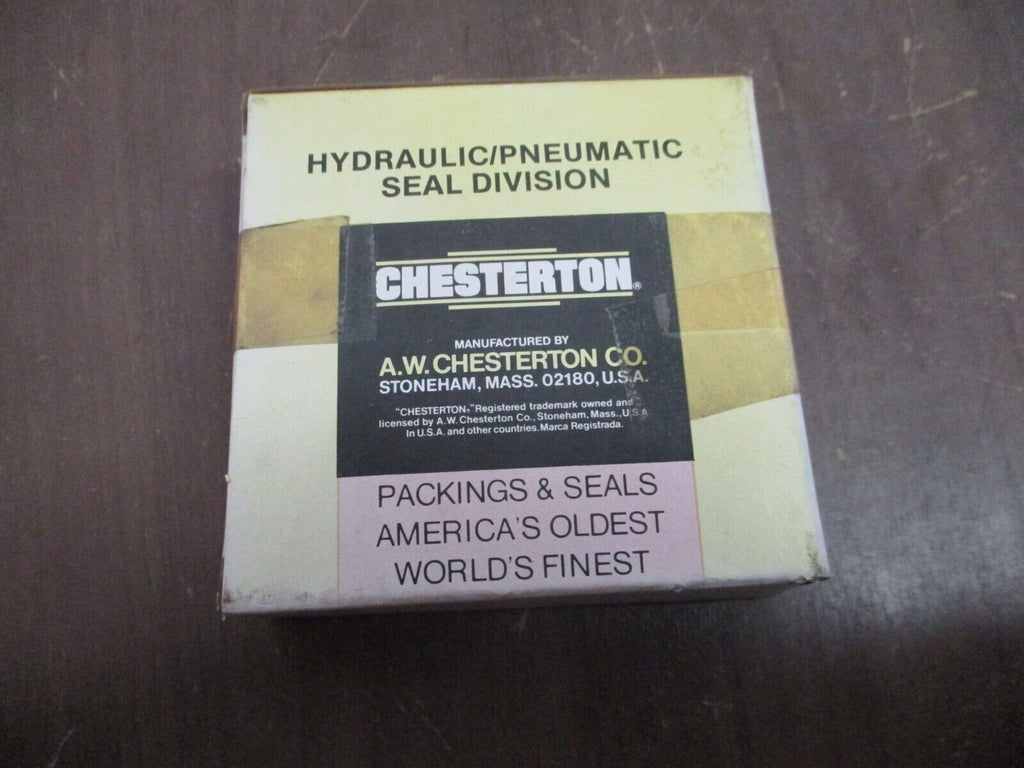 HYDRAULIC/PNEUMATIC
SEAL DIVISION
CHESTERTON®
MANUFACTURED BY
A.W. CHESTERTON CO.
STONEHAM, MASS. 02180, U.S.A.
"CHESTERTON®" Registered trademark owned and
licensed by A.W. Chesterton Co., Stoneham, Mass., U.S.A.
In U.S.A. and other countries. Marca Registrada.
PACKINGS & SEALS
AMERICA'S OLDEST
WORLD'S FINEST